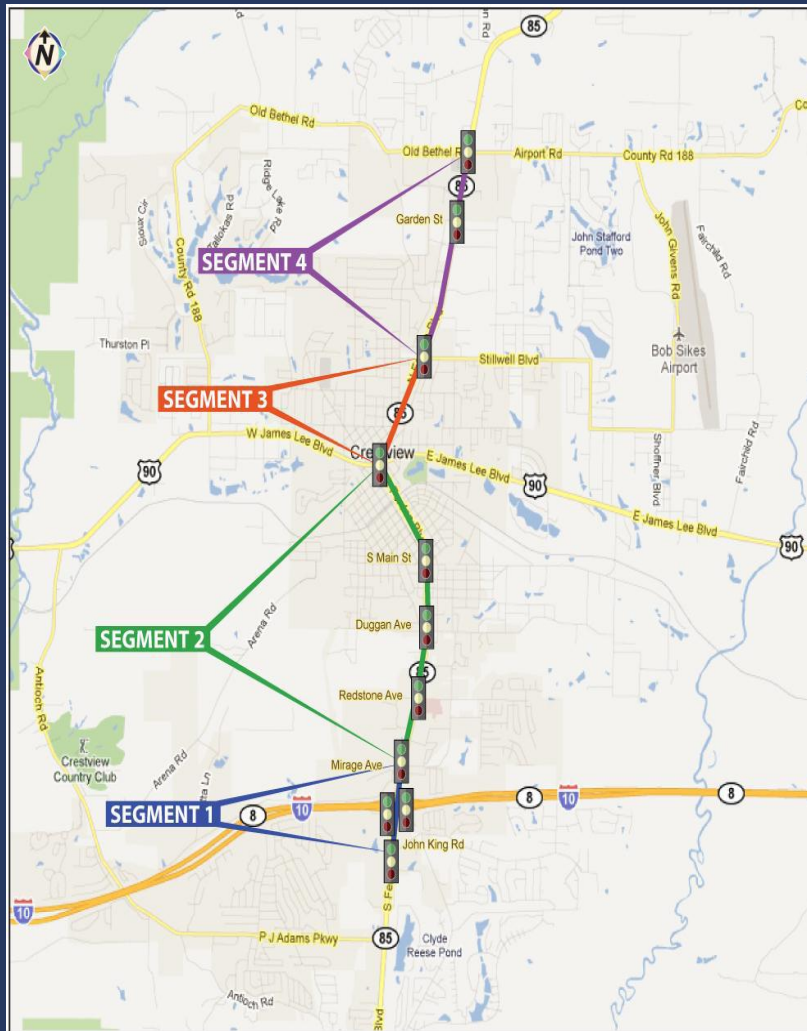 85
N
Old Bethel Rd
Old Bethel R
Airport Rd
County Rd 188
Co
85
Ridge Lake Rd
Garden St
John Stafford
Pond Two
John Givens Rd
Fairchild Rd
County Rd 188
SEGMENT 4
Thurston Pl
Stillwell Blvd
Bob Sikes
Airport
SEGMENT 3
85
W James Lee Blvd
Crestview
E James Lee Blvd
Shoffner Blvd
Fairchild Rd
90
90
E James Lee Blvd
90
S Main St
Arena Rd
Duggan Ave
SEGMENT 2
85
Antioch Rd
Redstone Ave
Crestview
Country Club
Arena Rd
Mirage Ave
SEGMENT 1
8
10
8
10
8
John King Rd
S Fe
10
P J Adams Pkwy
85
Clyde
Reese Pond
Antioch Rd
Blvd